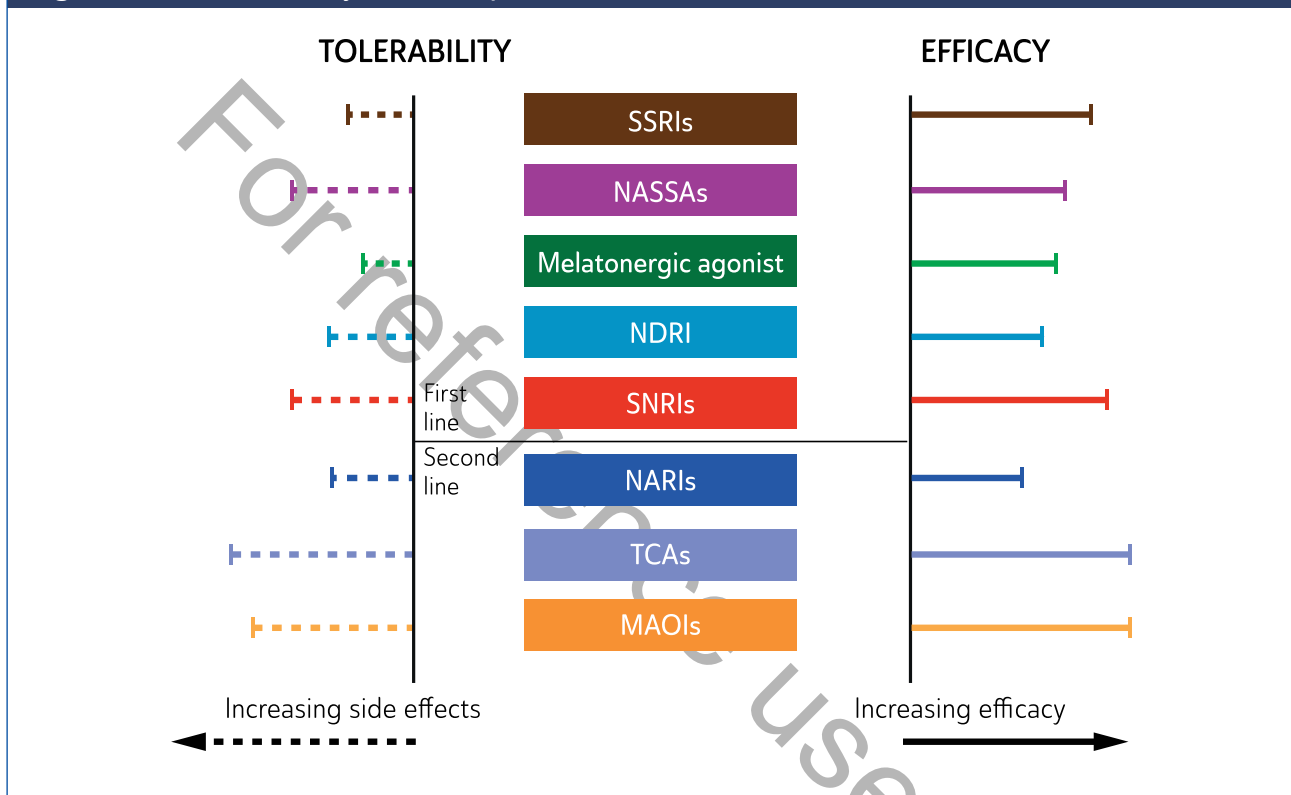 TOLERABILITY
EFFICACY
SSRIs
NASSAs
Melatonergic agonist
NDRI
First
line
SNRIs
Second
line
NARIs
TCAs
MAOIs
Increasing side effects
Increasing efficacy
For reference use